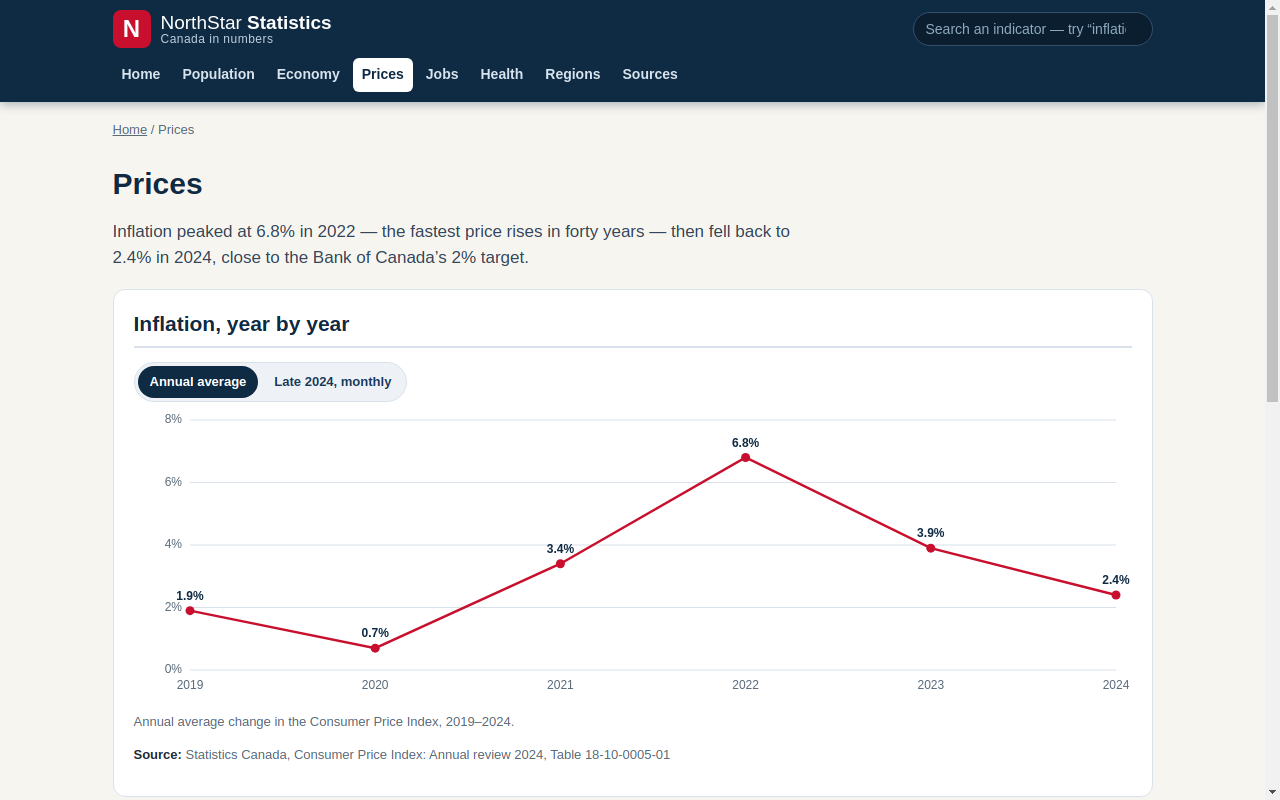 N
NorthStar Statistics
Canada in numbers
Search an indicator — try “inflati
Home Population Economy Prices Jobs Health Regions Sources
Home / Prices
Prices
Inflation peaked at 6.8% in 2022 — the fastest price rises in forty years — then fell back to
2.4% in 2024, close to the Bank of Canada’s 2% target.
Inflation, year by year
Annual average Late 2024, monthly
8%
6.8%
6%
4%
3.4%
3.9%
2.4%
1.9%
2%
0.7%
0%
2019 2020 2021 2022 2023 2024
Annual average change in the Consumer Price Index, 2019–2024.
Source: Statistics Canada, Consumer Price Index: Annual review 2024, Table 18-10-0005-01